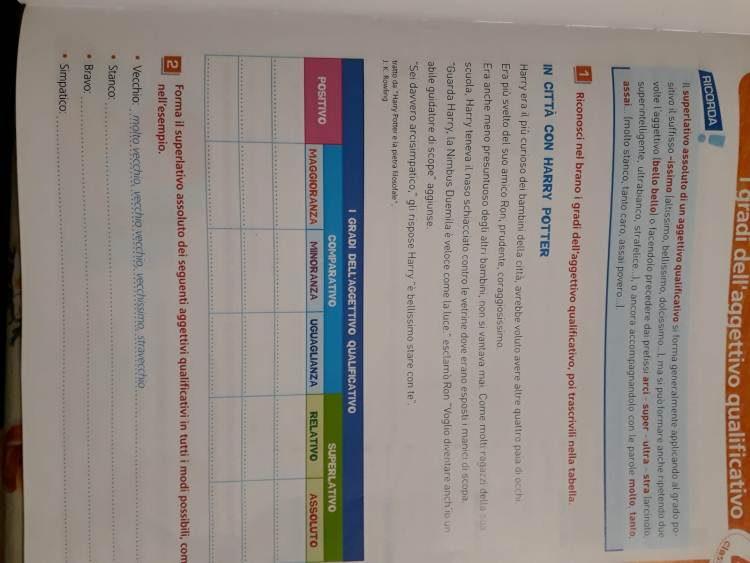 I gradi dell'aggettivo qualificativo
RICORDA
Il superlativo assoluto di un aggettivo qualificativo si forma generalmente applicando al grado po-
sitivo il suffisso -issimo (altissimo, bellissimo, dolcissimo...), ma si può formare anche ripetendo due
volte l'aggettivo (bello bello) o facendolo precedere dai prefissi arci - super - ultra - stra (arcinoto,
superintelligente, ultrabianco, strafelice...), o ancora accompagnandolo con le parole molto, tanto,
assai... (molto stanco, tanto caro, assai povero...).
1 Riconosci nel brano i gradi dell'aggettivo qualificativo, poi trascrivili nella tabella.
IN CITTÀ CON HARRY POTTER
Harry era il più curioso dei bambini della città, avrebbe voluto avere altre quattro paia di occhi.
Era più svelto del suo amico Ron, prudente, coraggiosissimo.
Era anche meno presuntuoso degli altri bambini, non si vantava mai. Come molti ragazzi della sua
scuola, Harry teneva il naso schiacciato contro le vetrine dove erano esposti i manici di scopa.
"Guarda Harry, la Nimbus Duemila è veloce come la luce." esclamò Ron "Voglio diventare anch'io un
abile guidatore di scope" aggiunse.
"Sei davvero arcisimpatico," gli rispose Harry "è bellissimo stare con te".
tratto da "Harry Potter e la pietra filosofale",
J. K. Rowling
I GRADI DELL'AGGETTIVO QUALIFICATIVO
POSITIVO COMPARATIVO SUPERLATIVO
MAGGIORANZA MINORANZA UGUAGLIANZA RELATIVO ASSOLUTO
2 Forma il superlativo assoluto dei seguenti aggettivi qualificativi in tutti i modi possibili, com
nell'esempio.
• Vecchio: molto vecchio, vecchio vecchio, vecchissimo, stravecchio
• Stanco:
• Bravo:
• Simpatico: